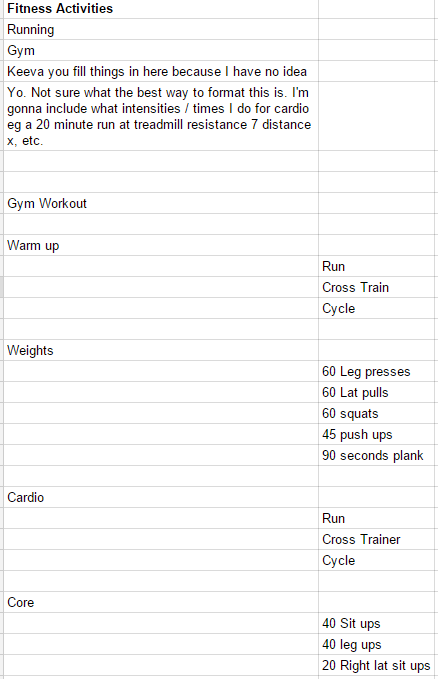 Fitness Activities
Running
Gym
Keeva you fill things in here because I have no idea
Yo. Not sure what the best way to format this is. I'm
gonna include what intensities / times I do for cardio
eg a 20 minute run at treadmill resistance 7 distance
x, etc.
Gym Workout
Warm up
Run
Cross Train
Cycle
Weights
60 Leg presses
60 Lat pulls
60 squats
45 push ups
90 seconds plank
Cardio
Run
Cross Trainer
Cycle
Core
40 Sit ups
40 leg ups
20 Right lat sit ups